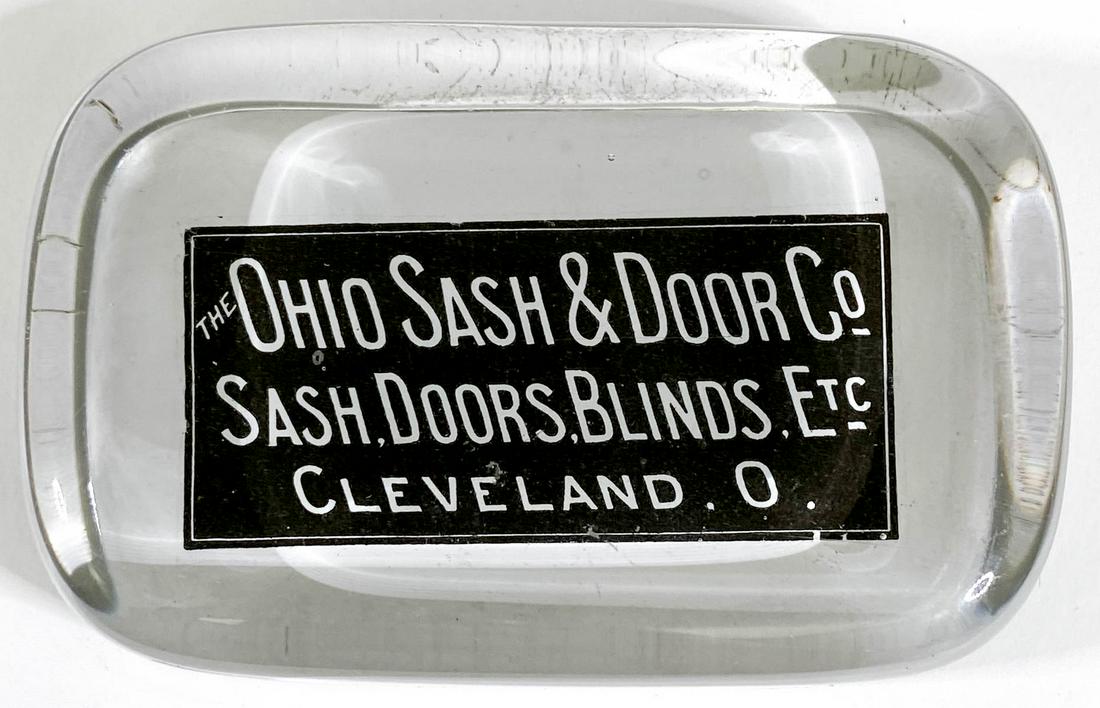 THE OHIO SASH & DOOR CO
SASH, DOORS, BLINDS, ETC
CLEVELAND. O.